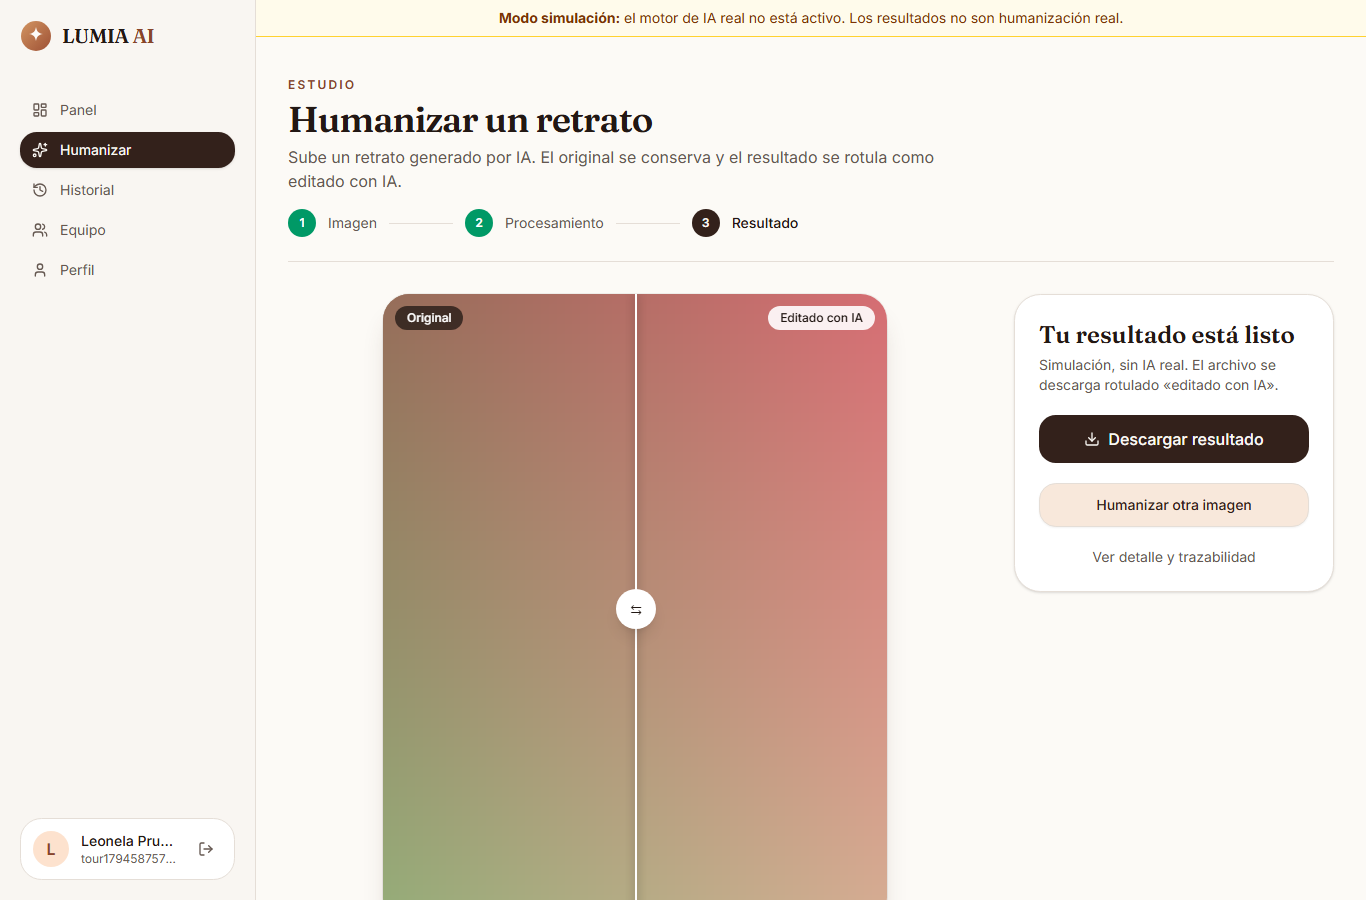 LUMIA AI
Modo simulación: el motor de IA real no está activo. Los resultados no son humanización real.
Panel
Humanizar
Historial
Equipo
Perfil
ESTUDIO
Humanizar un retrato
Sube un retrato generado por IA. El original se conserva y el resultado se rotula como
editado con IA.
1 Imagen
2 Procesamiento
3 Resultado
Original
Editado con IA
Tu resultado está listo
Simulación, sin IA real. El archivo se
descarga rotulado «editado con IA».
Descargar resultado
Humanizar otra imagen
Ver detalle y trazabilidad
L
Leonela Pru...
tour179458757...